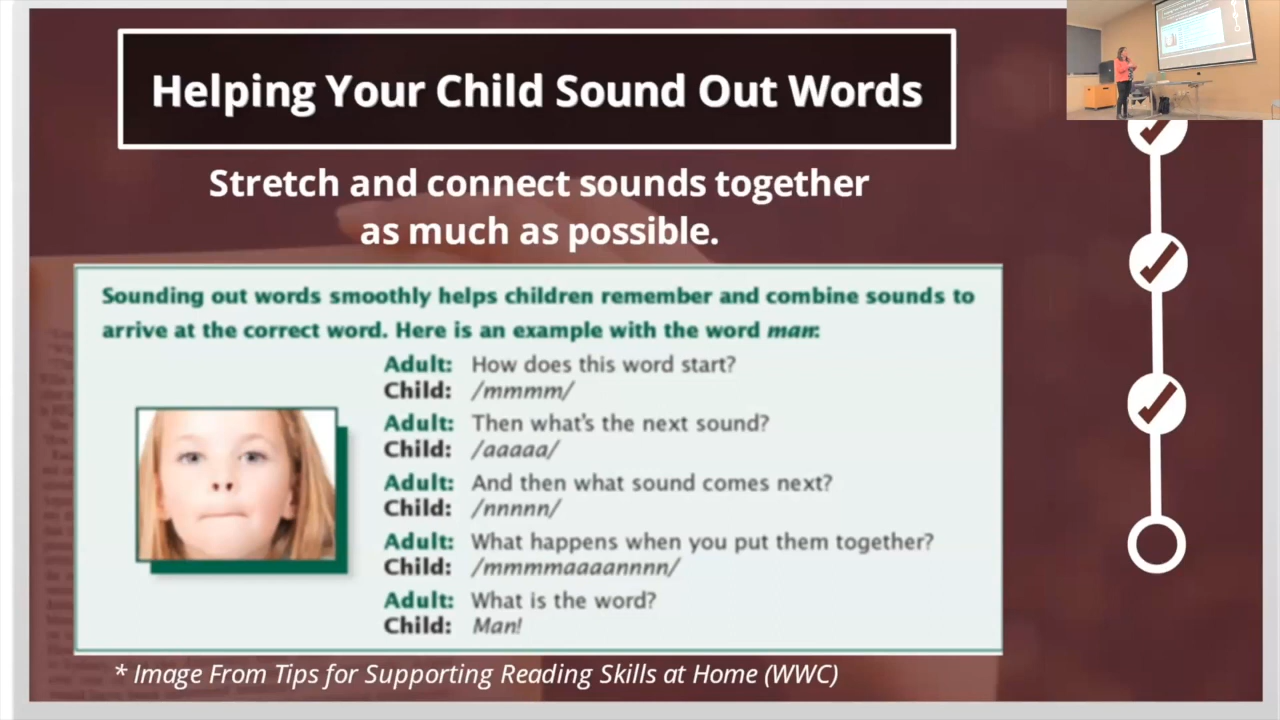 Helping Your Child Sound Out Words
Stretch and connect sounds together
as much as possible.
Sounding out words smoothly helps children remember and combine sounds to
arrive at the correct word. Here is an example with the word man:
Adult: How does this word start?
Child: /mmmm/
Adult: Then what's the next sound?
Child: /aaaaa/
Adult: And then what sound comes next?
Child: /nnnnn/
Adult: What happens when you put them together?
Child: /mmmmaaaannnn/
Adult: What is the word?
Child: Man!
* Image From Tips for Supporting Reading Skills at Home (WWC)